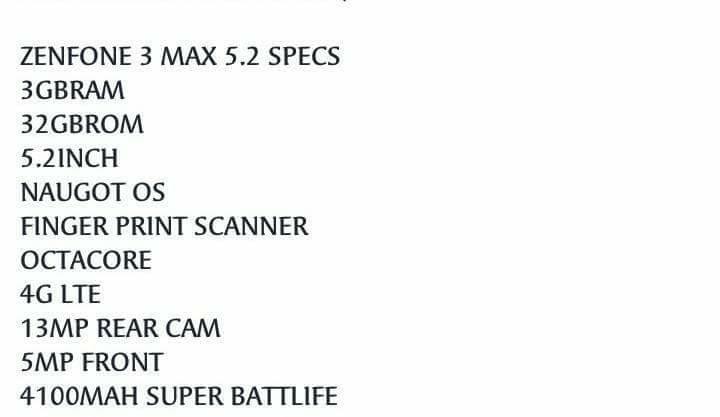 ZENFONE 3 MAX 5.2 SPECS
3GBRAM
32GBROM
5.2INCH
NAUGOT OS
FINGER PRINT SCANNER
OCTACORE
4G LTE
13MP REAR CAM
5MP FRONT
4100MAH SUPER BATTLIFE